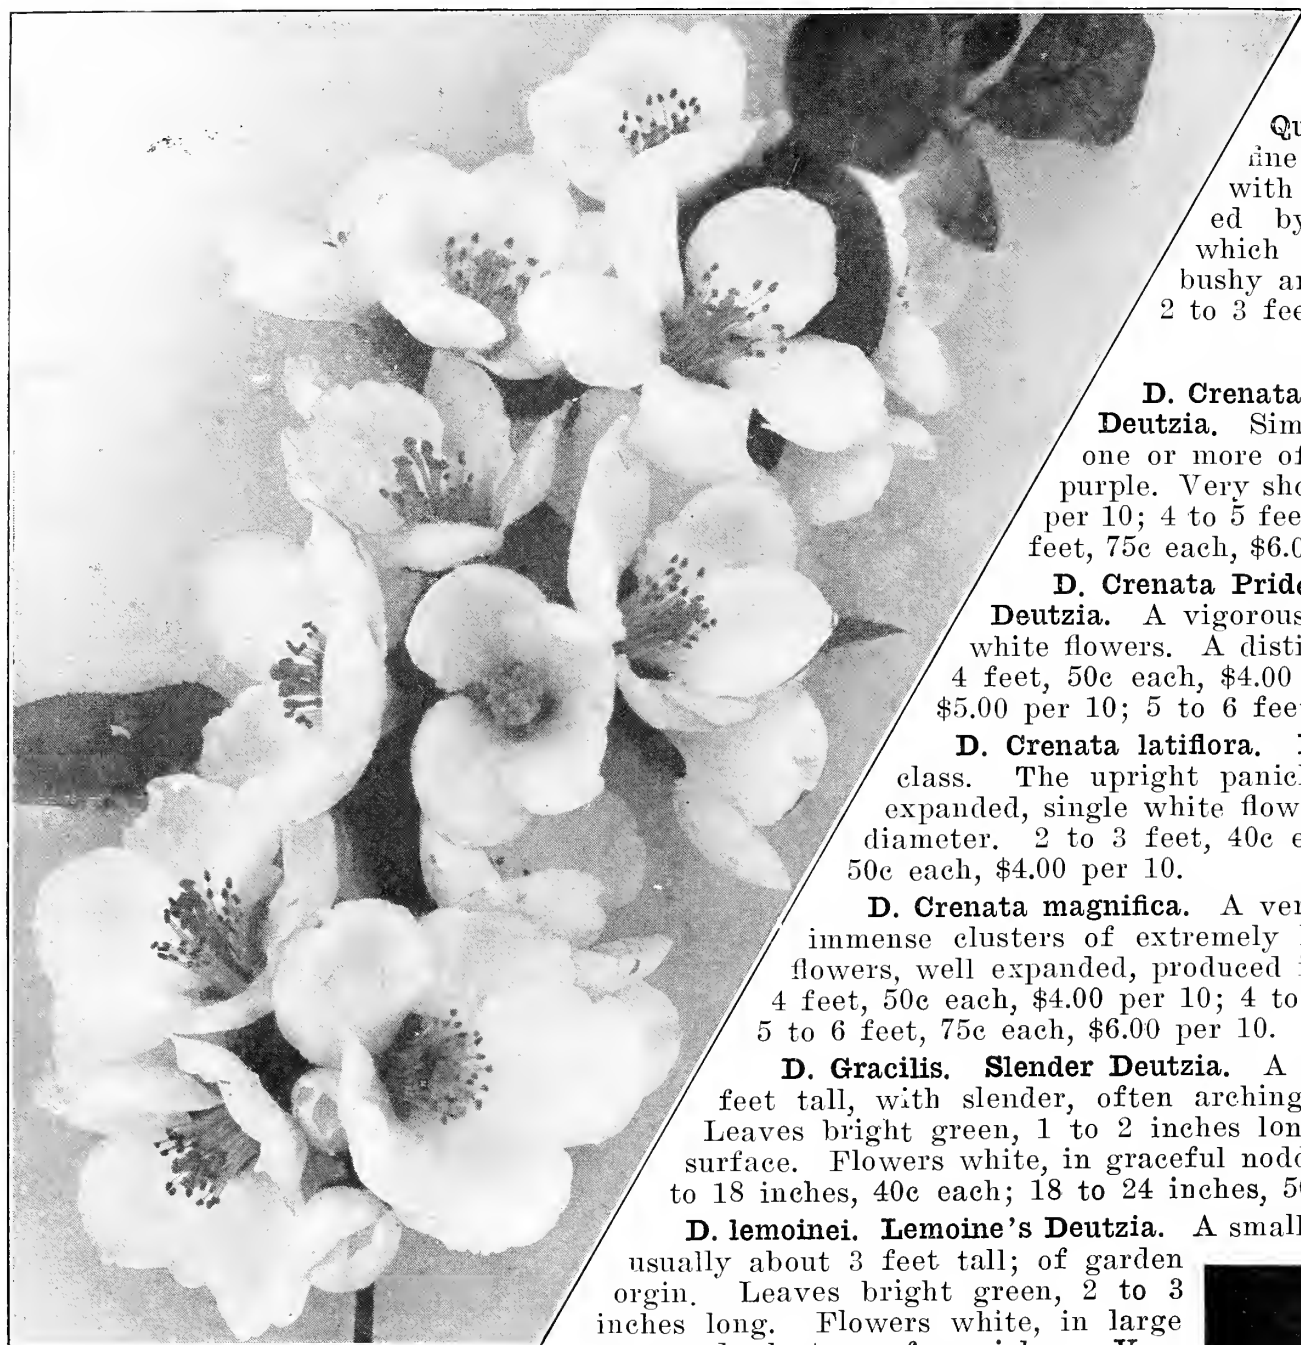 Qu
fine
with
ed by
which
bushy an
2 to 3 fee
D. Crenata
Deutzia. Sim
one or more of
purple. Very sho
per 10; 4 to 5 fee
feet, 75c each, $6.0
D. Crenata Pride
Deutzia. A vigorous
white flowers. A disti
4 feet, 50c each, $4.00
$5.00 per 10; 5 to 6 fee
D. Crenata latiflora.
class. The upright panic
expanded, single white flow
diameter. 2 to 3 feet, 40c e
50c each, $4.00 per 10.
D. Crenata magnifica. A ver
immense clusters of extremely
flowers, well expanded, produced
4 feet, 50c each, $4.00 per 10; 4 to
5 to 6 feet, 75c each, $6.00 per 10.
D. Gracilis. Slender Deutzia. A
feet tall, with slender, often arching
Leaves bright green, 1 to 2 inches lon
surface. Flowers white, in graceful nodd
to 18 inches, 40c each; 18 to 24 inches, 50
D. lemoinei. Lemoine's Deutzia. A small
usually about 3 feet tall; of garden
orgin. Leaves bright green, 2 to 3
inches long. Flowers white, in large